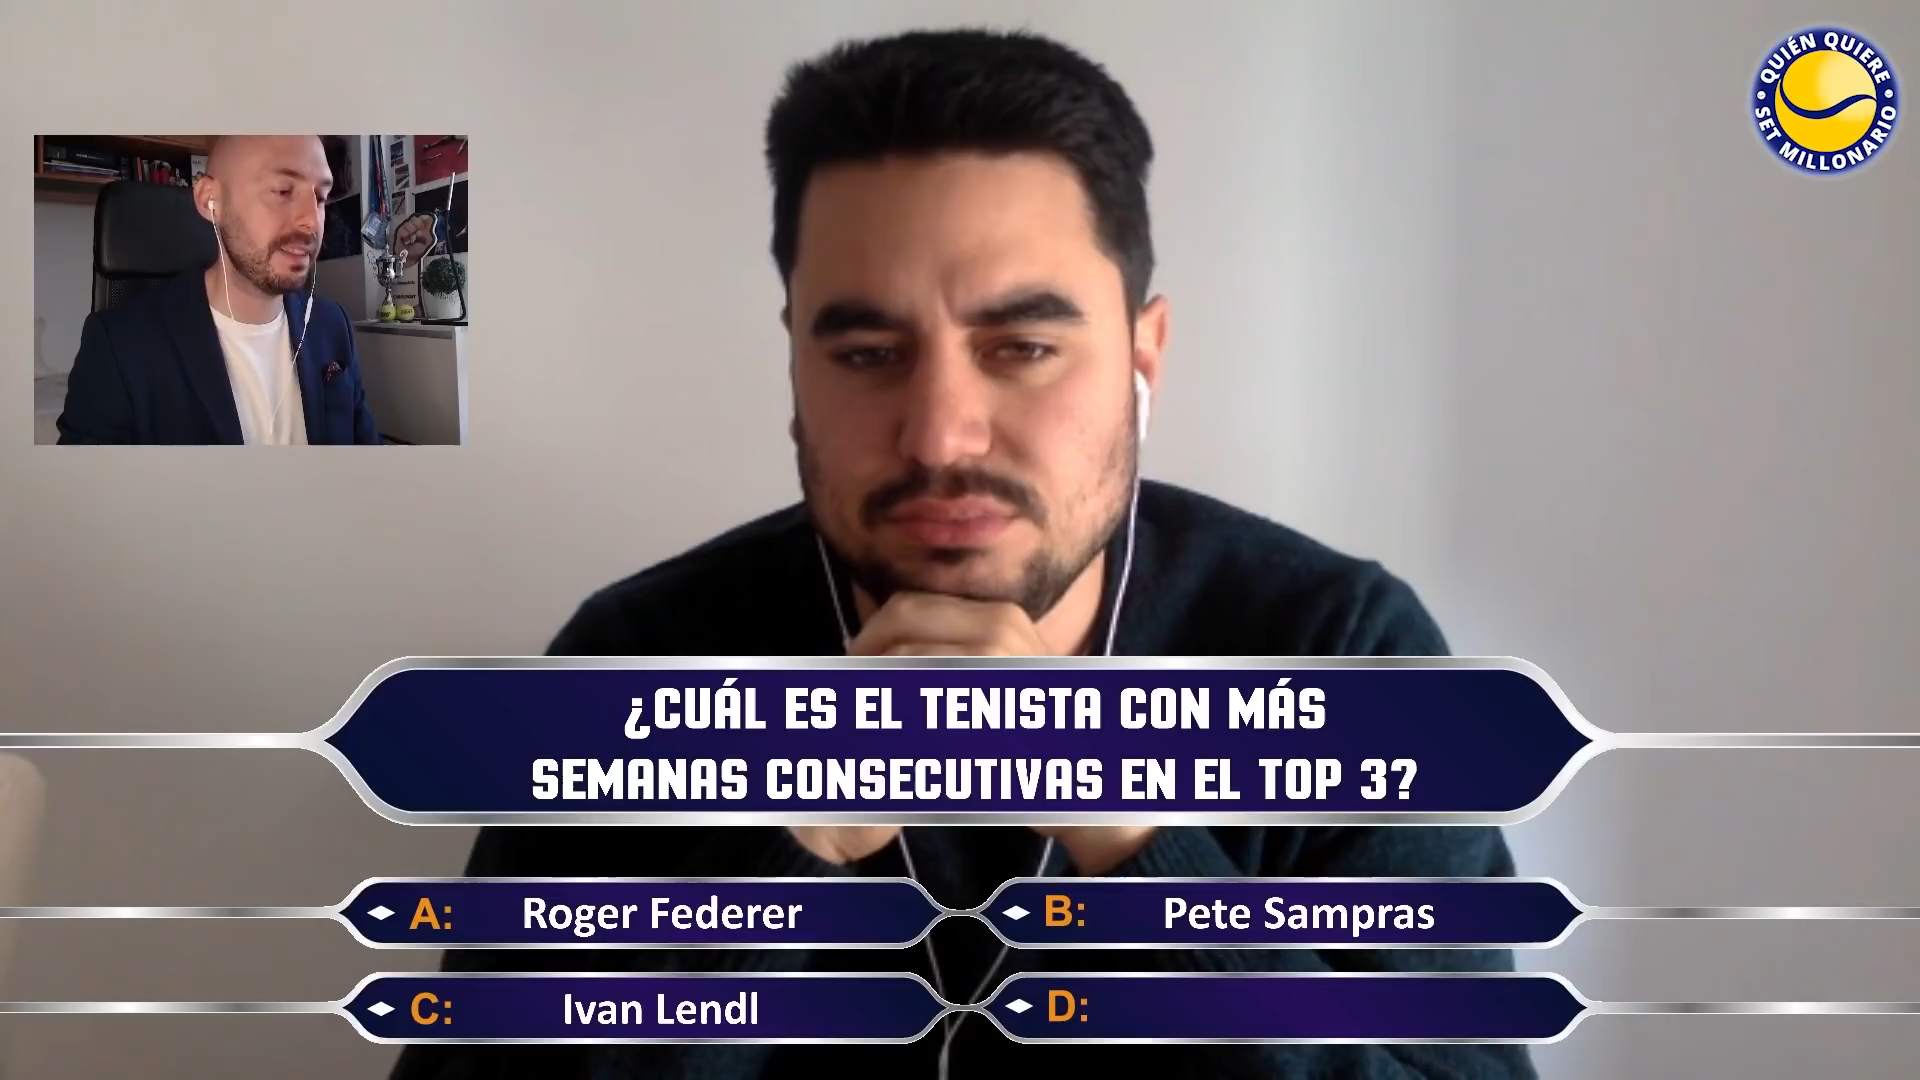 QUIÉN QUIERE
SET MILLONARIO
¿CUÁL ES EL TENISTA CON MÁS
SEMANAS CONSECUTIVAS EN EL TOP 3?
A: Roger Federer
B: Pete Sampras
C: Ivan Lendl
D: